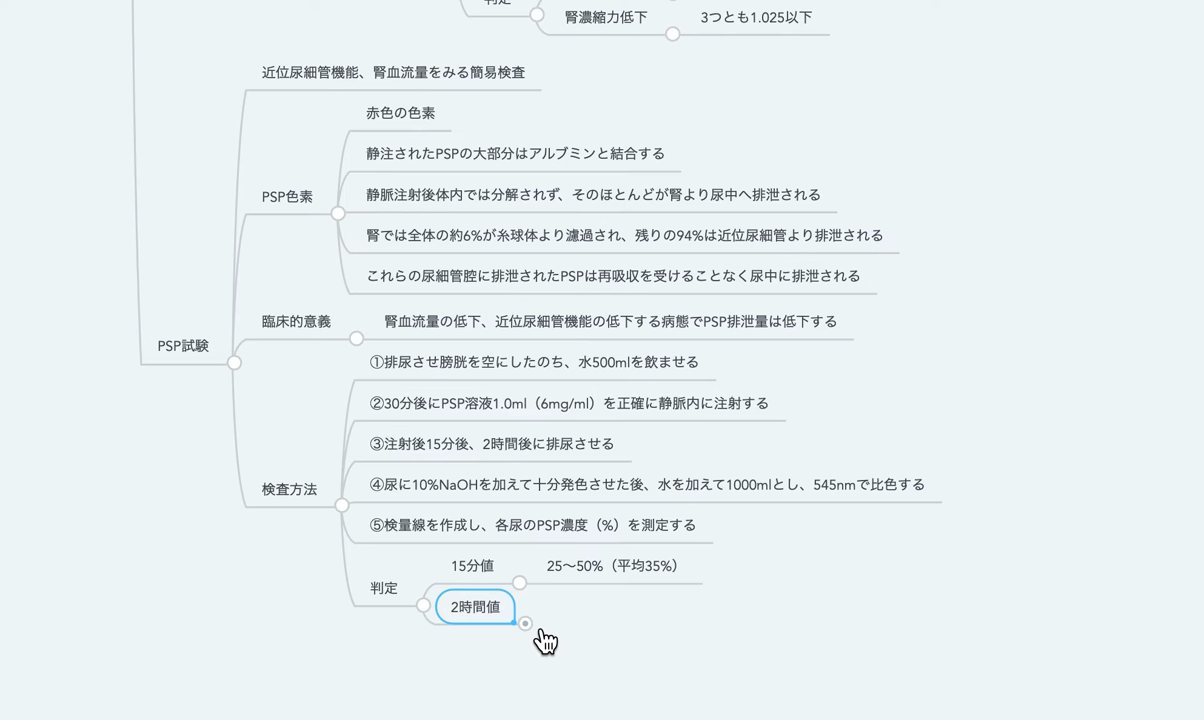 判定
腎濃縮力低下
3つとも1.025以下
近位尿細管機能、腎血流量をみる簡易検査
赤色の色素
静注されたPSPの大部分はアルブミンと結合する
PSP色素
静脈注射後体内では分解されず、そのほとんどが腎より尿中へ排泄される
腎では全体の約6%が糸球体より濾過され、残りの94%は近位尿細管より排泄される
これらの尿細管腔に排泄されたPSPは再吸収を受けることなく尿中に排泄される
臨床的意義
腎血流量の低下、近位尿細管機能の低下する病態でPSP排泄量は低下する
PSP試験
①排尿させ膀胱を空にしたのち、水500mlを飲ませる
②30分後にPSP溶液1.0ml（6mg/ml）を正確に静脈内に注射する
③注射後15分後、2時間後に排尿させる
検査方法
④尿に10%NaOHを加えて十分発色させた後、水を加えて1000mlとし、545nmで比色する
⑤検量線を作成し、各尿のPSP濃度（%）を測定する
15分値
25〜50%（平均35%）
判定
2時間値